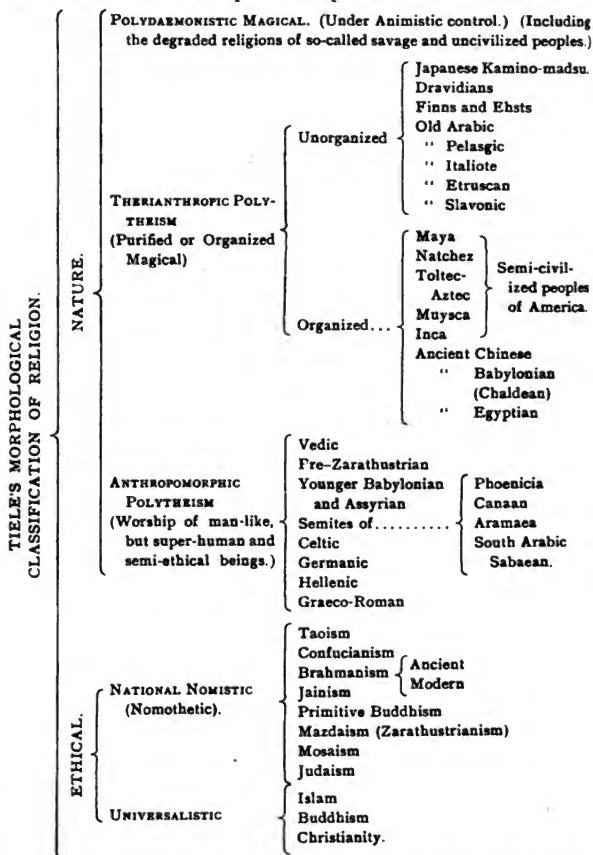 TIELE'S MORPHOLOGICAL
CLASSIFICATION OF RELIGION.
NATURE.
POLYDAEMONISTIC MAGICAL. (Under Animistic control.) (Including
the degraded religions of so-called savage and uncivilized peoples.)
THERIANTHROPIC POLY-
THEISM
(Purified or Organized
Magical)
Unorganized
Japanese Kamino-madsu.
Dravidians
Finns and Ehsts
Old Arabic
" Pelasgic
" Italiote
" Etruscan
" Slavonic
Organized...
Maya
Natchez
Toltec-
Aztec
Muysca
Inca
Semi-civil-
ized peoples
of America.
Ancient Chinese
" Babylonian
(Chaldean)
" Egyptian
ANTHROPOMORPHIC
POLYTHEISM
(Worship of man-like,
but super-human and
semi-ethical beings.)
Vedic
Pre-Zarathustrian
Younger Babylonian
and Assyrian
Semites of..........
Phoenicia
Canaan
Aramaea
South Arabic
Sabaean.
Celtic
Germanic
Hellenic
Graeco-Roman
ETHICAL.
NATIONAL NOMISTIC
(Nomothetic).
Taoism
Confucianism
Brahmanism
Ancient
Modern
Jainism
Primitive Buddhism
Mazdaism (Zarathustrianism)
Mosaism
Judaism
UNIVERSALISTIC
Islam
Buddhism
Christianity.